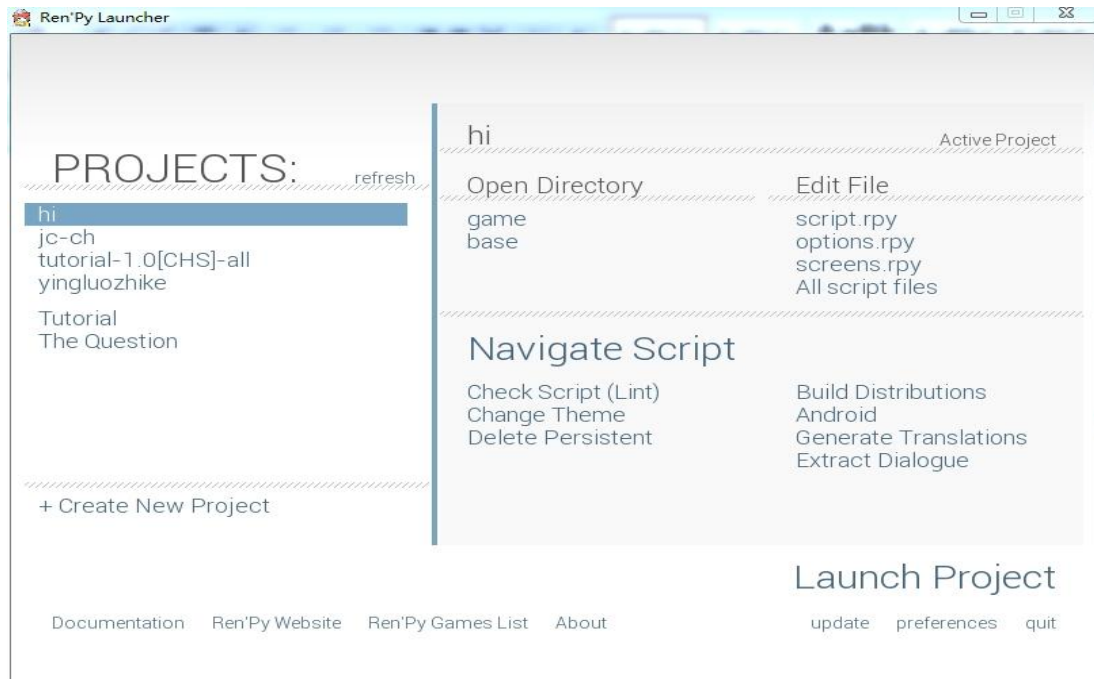 Ren'Py Launcher
PROJECTS:
refresh
hi
jc-ch
tutorial-1.0[CHS]-all
yingluozhike
Tutorial
The Question
+ Create New Project
hi
Active Project
Open Directory
game
base
Edit File
script.rpy
options.rpy
screens.rpy
All script files
Navigate Script
Check Script (Lint)
Change Theme
Delete Persistent
Build Distributions
Android
Generate Translations
Extract Dialogue
Launch Project
Documentation Ren'Py Website Ren'Py Games List About
update preferences quit